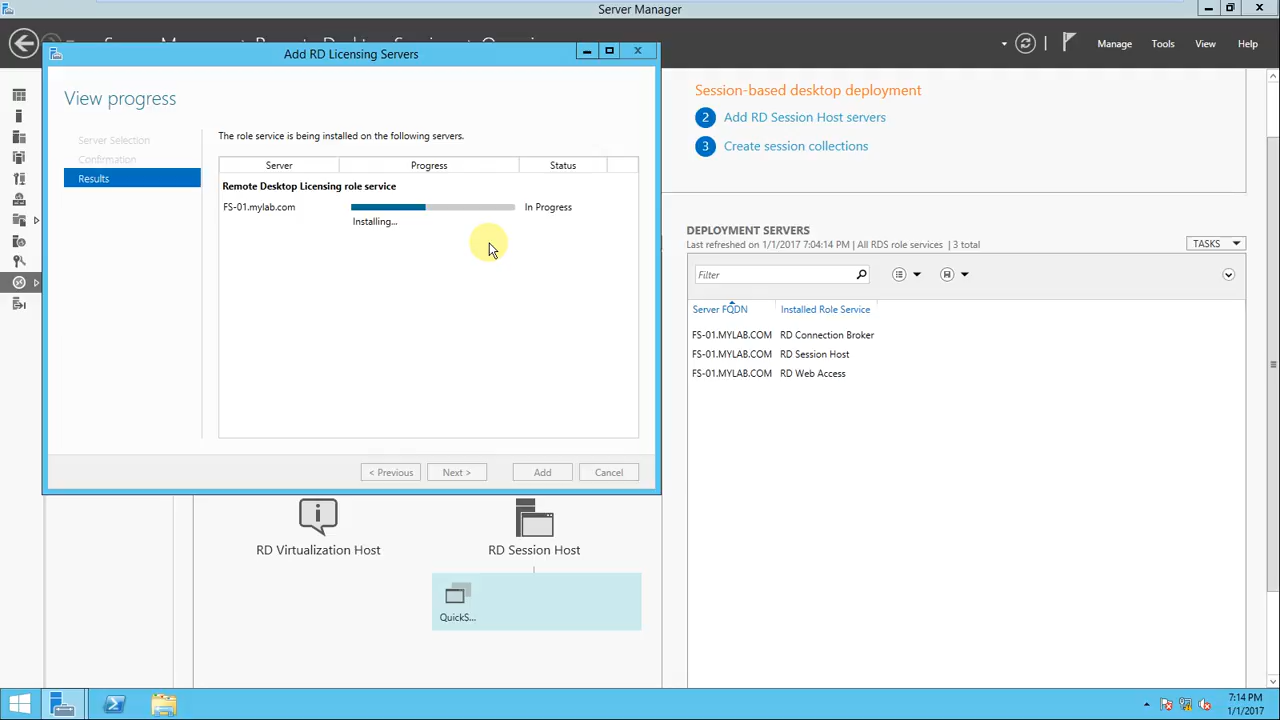 Server Manager
Manage
Tools
View
Help
Add RD Licensing Servers
View progress
Server Selection
Confirmation
Results
The role service is being installed on the following servers.
Server
Progress
Status
Remote Desktop Licensing role service
FS-01.mylab.com
In Progress
Installing...
< Previous
Next >
Add
Cancel
Session-based desktop deployment
2 Add RD Session Host servers
3 Create session collections
DEPLOYMENT SERVERS
Last refreshed on 1/1/2017 7:04:14 PM | All RDS role services | 3 total
TASKS
Filter
Server FQDN
Installed Role Service
FS-01.MYLAB.COM RD Connection Broker
FS-01.MYLAB.COM RD Session Host
FS-01.MYLAB.COM RD Web Access
RD Virtualization Host
RD Session Host
QuickS...
7:14 PM
1/1/2017